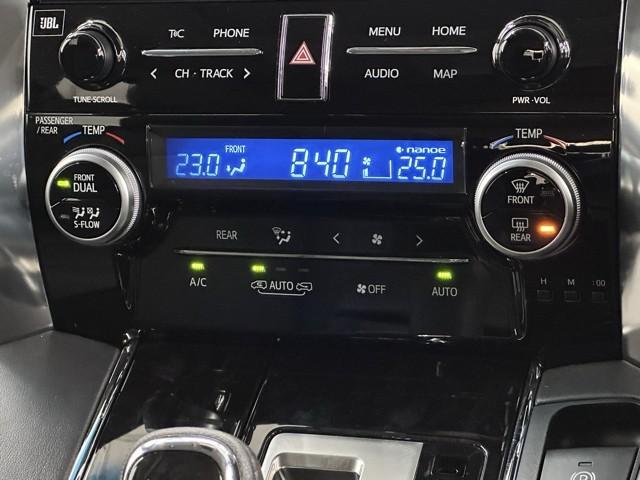 JBL
T&C PHONE
MENU HOME
< CH · TRACK >
AUDIO MAP
TUNE·SCROLL
PWR ·VOL
PASSENGER
/ REAR
TEMP
TEMP
FRONT
DUAL
S-FLOW
FRONT
23.0
8:40
nanoe
25.0
FRONT
REAR
REAR
< >
A/C
AUTO
OFF
AUTO
H M :00